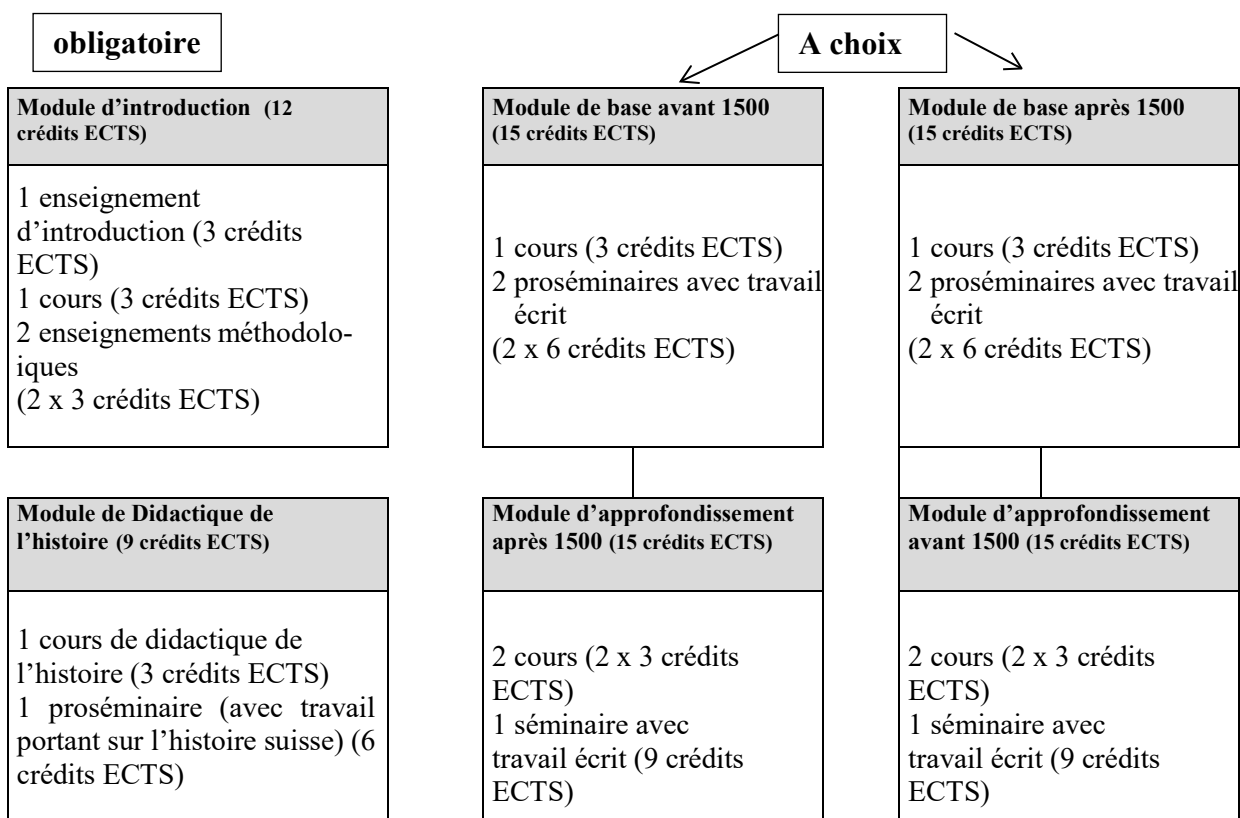 obligatoire
A choix
Module d’introduction (12
crédits ECTS)
1 enseignement
d’introduction (3 crédits
ECTS)
1 cours (3 crédits ECTS)
2 enseignements méthodolo-
iques
(2 x 3 crédits ECTS)
Module de base avant 1500
(15 crédits ECTS)
1 cours (3 crédits ECTS)
2 proséminaires avec travail
écrit
(2 x 6 crédits ECTS)
Module de base après 1500
(15 crédits ECTS)
1 cours (3 crédits ECTS)
2 proséminaires avec travail
écrit
(2 x 6 crédits ECTS)
Module de Didactique de
l’histoire (9 crédits ECTS)
1 cours de didactique de
l’histoire (3 crédits ECTS)
1 proséminaire (avec travail
portant sur l’histoire suisse) (6
crédits ECTS)
Module d’approfondissement
après 1500 (15 crédits ECTS)
2 cours (2 x 3 crédits
ECTS)
1 séminaire avec
travail écrit (9 crédits
ECTS)
Module d’approfondissement
avant 1500 (15 crédits ECTS)
2 cours (2 x 3 crédits
ECTS)
1 séminaire avec
travail écrit (9 crédits
ECTS)